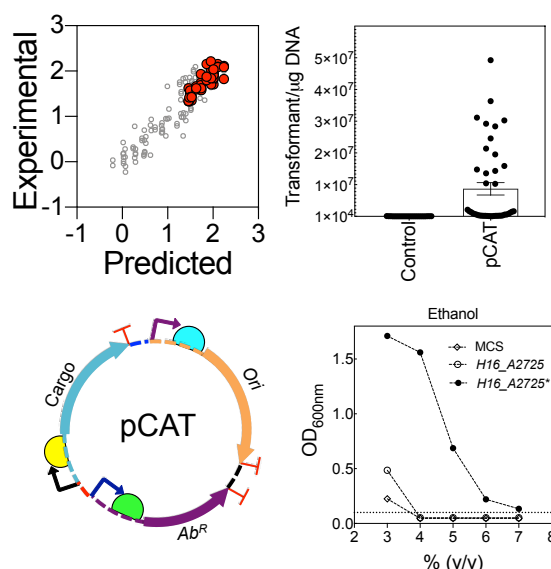 Experimental
3
2
1
0
-1
-1 0 1 2 3
Predicted
Transformant/μg DNA
5×10⁷
3×10⁷
2×10⁷
1×10⁷
1×10⁴
Control
pCAT
Cargo
Ori
pCAT
Ab^R
Ethanol
MCS
H16_A2725
H16_A2725*
OD600nm
1.5
1.0
0.5
0.0
2 3 4 5 6 7 8
% (v/v)